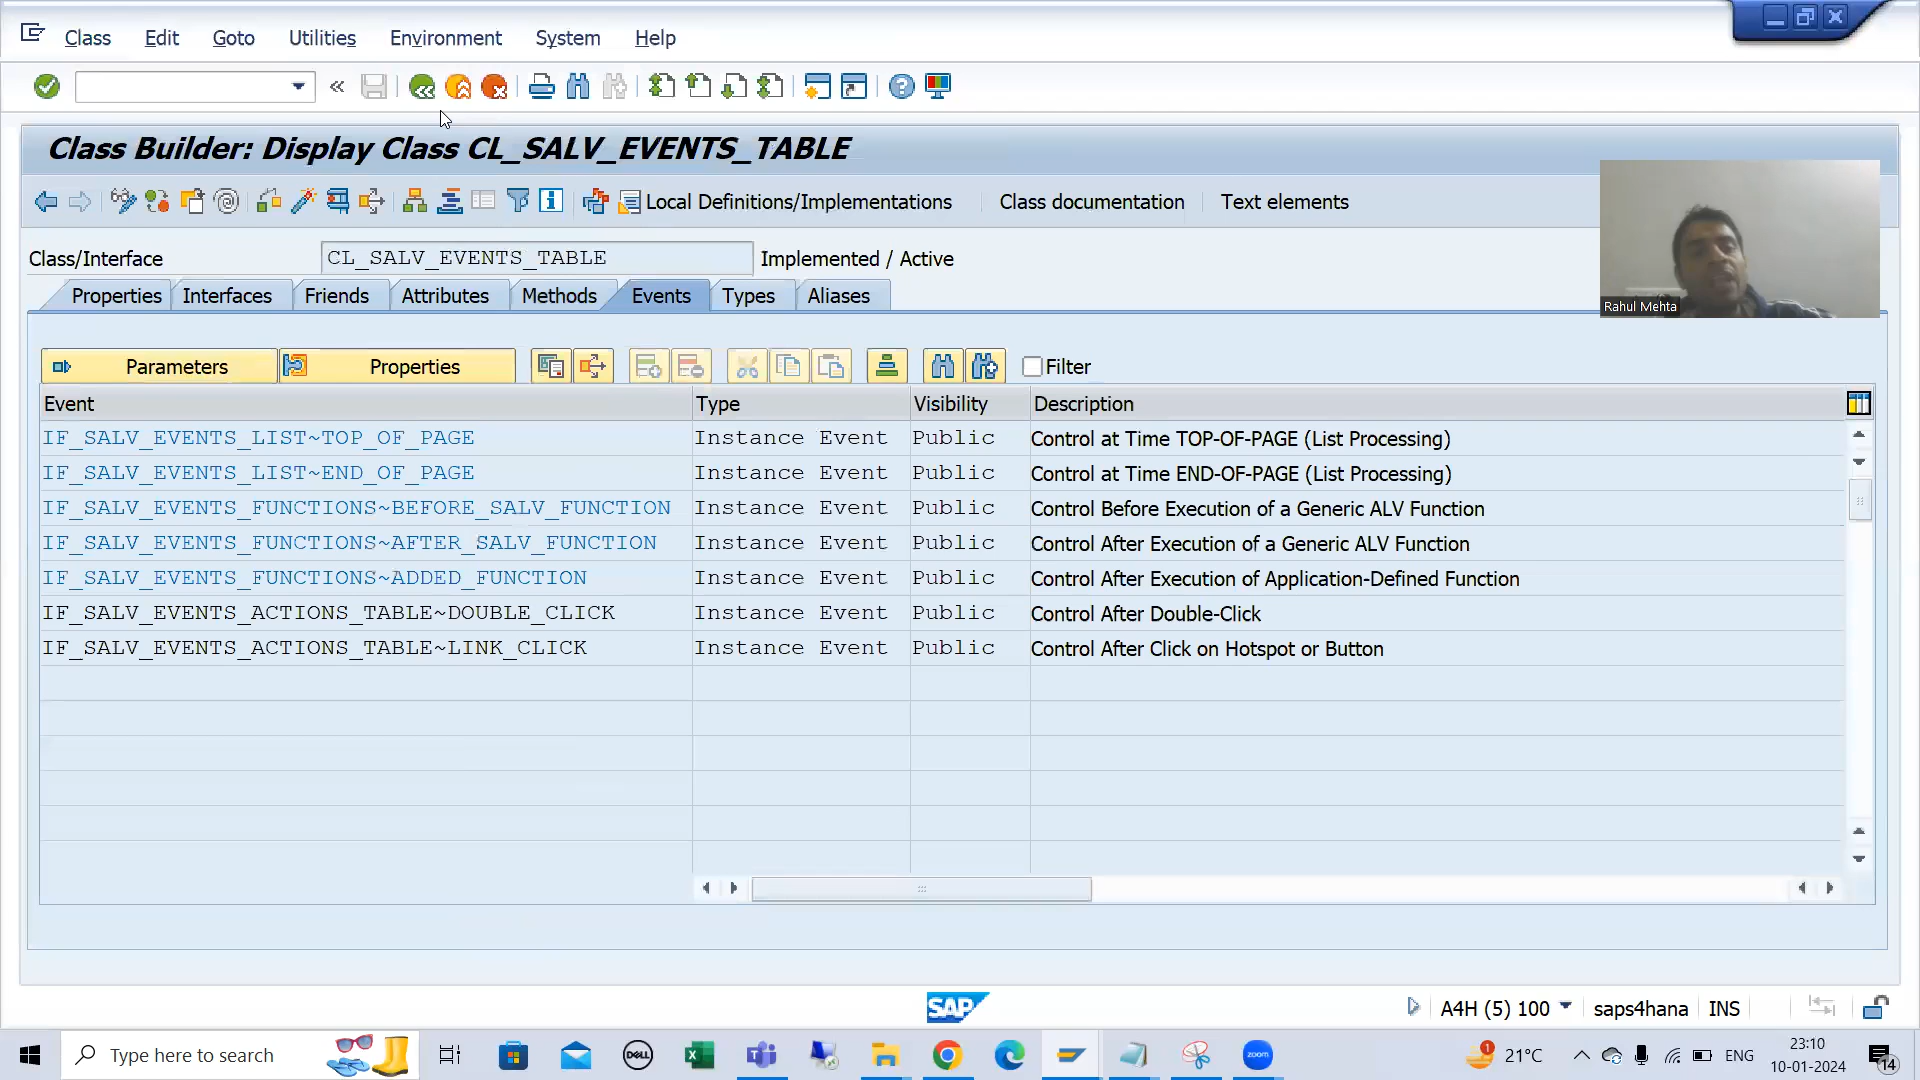 Class Edit Goto Utilities Environment System Help
Class Builder: Display Class CL_SALV_EVENTS_TABLE
Local Definitions/Implementations Class documentation Text elements
Class/Interface CL_SALV_EVENTS_TABLE Implemented / Active
Rahul Mehta
Properties Interfaces Friends Attributes Methods Events Types Aliases
Parameters Properties Filter
Event Type Visibility Description
IF_SALV_EVENTS_LIST~TOP_OF_PAGE Instance Event Public Control at Time TOP-OF-PAGE (List Processing)
IF_SALV_EVENTS_LIST~END_OF_PAGE Instance Event Public Control at Time END-OF-PAGE (List Processing)
IF_SALV_EVENTS_FUNCTIONS~BEFORE_SALV_FUNCTION Instance Event Public Control Before Execution of a Generic ALV Function
IF_SALV_EVENTS_FUNCTIONS~AFTER_SALV_FUNCTION Instance Event Public Control After Execution of a Generic ALV Function
IF_SALV_EVENTS_FUNCTIONS~ADDED_FUNCTION Instance Event Public Control After Execution of Application-Defined Function
IF_SALV_EVENTS_ACTIONS_TABLE~DOUBLE_CLICK Instance Event Public Control After Double-Click
IF_SALV_EVENTS_ACTIONS_TABLE~LINK_CLICK Instance Event Public Control After Click on Hotspot or Button
SAP A4H (5) 100 saps4hana INS
Type here to search DELL zoom 1 21°C ENG 23:10
10-01-2024 14